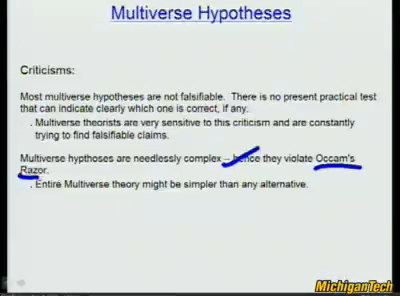 Multiverse Hypotheses
Criticisms:
Most multiverse hypotheses are not falsifiable. There is no present practical test
that can indicate clearly which one is correct, if any.
. Multiverse theorists are very sensitive to this criticism and are constantly
trying to find falsifiable claims.
Multiverse hypthoses are needlessly complex – hence they violate Occam's
Razor.
. Entire Multiverse theory might be simpler than any alternative.
MichiganTech